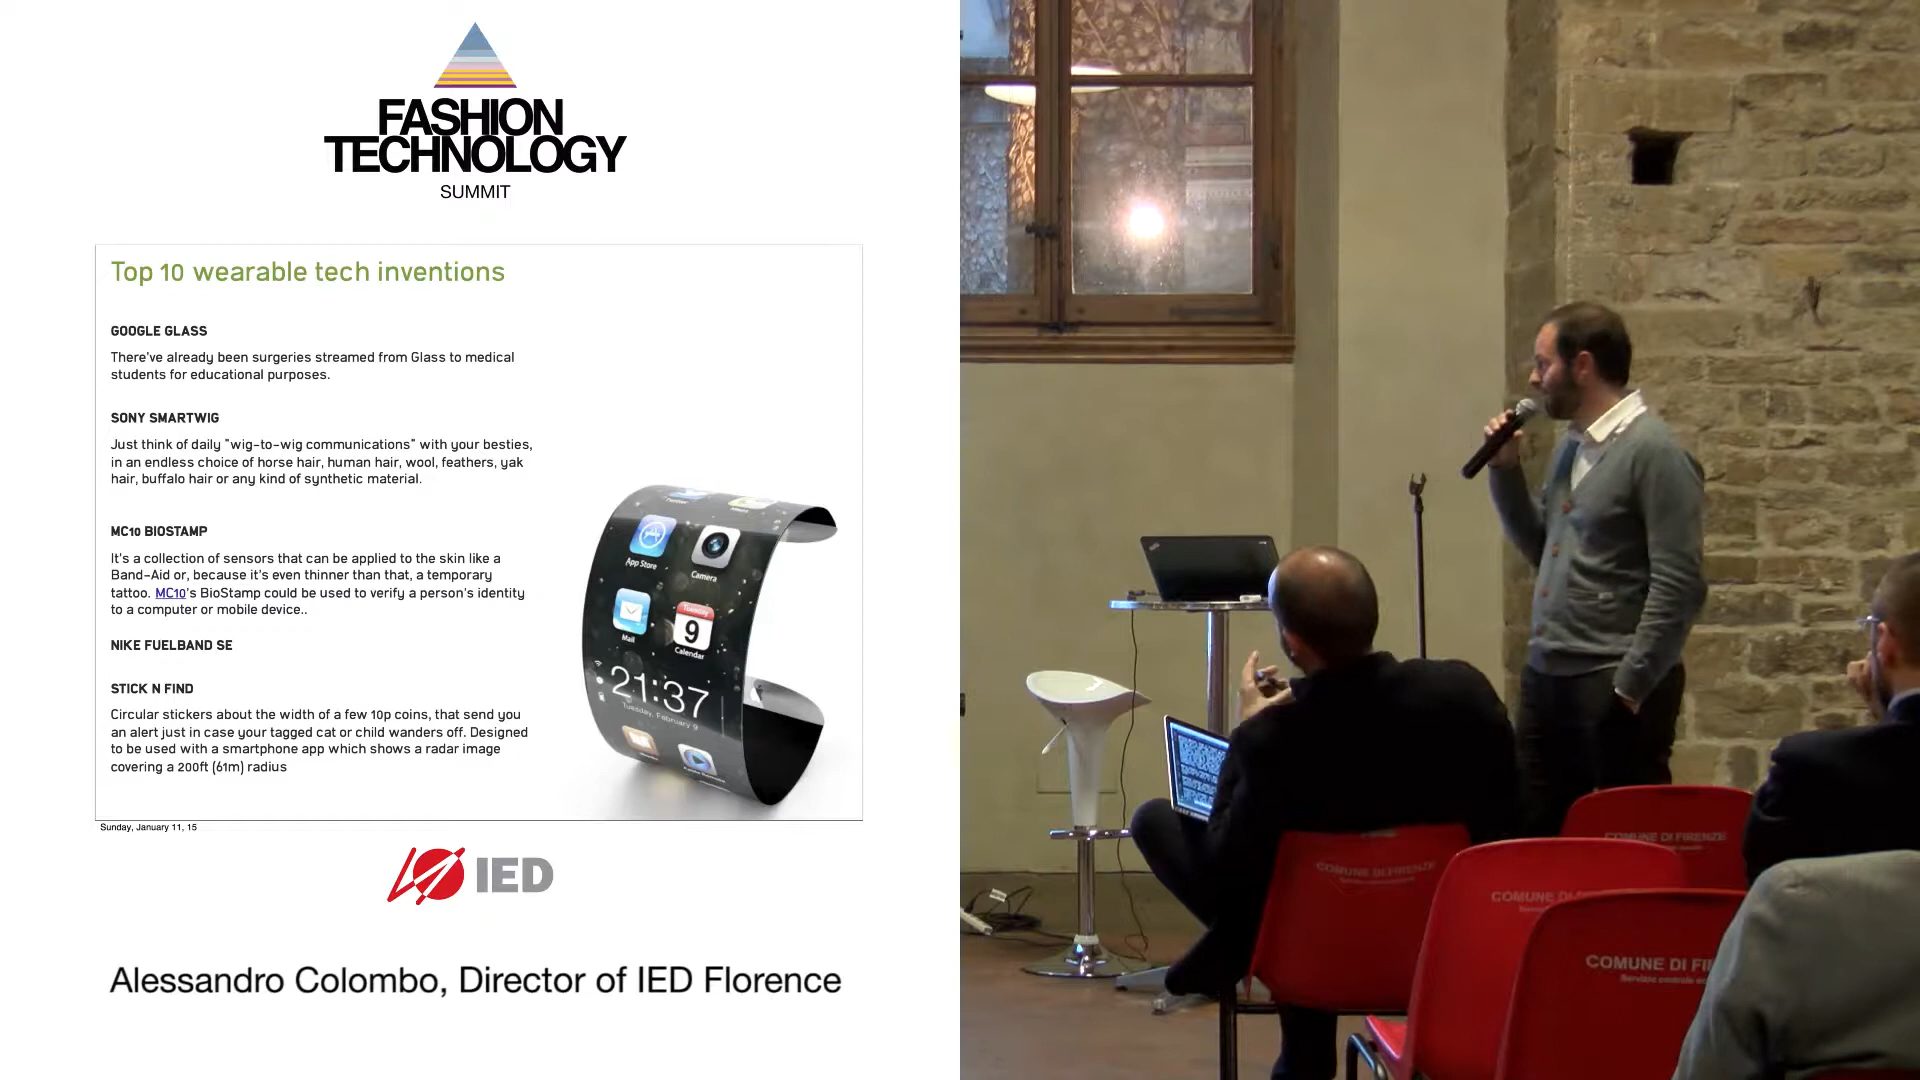 FASHION
TECHNOLOGY
SUMMIT
Top 10 wearable tech inventions
GOOGLE GLASS
There've already been surgeries streamed from Glass to medical
students for educational purposes.
SONY SMARTWIG
Just think of daily "wig-to-wig communications" with your besties,
in an endless choice of horse hair, human hair, wool, feathers, yak
hair, buffalo hair or any kind of synthetic material.
MC10 BIOSTAMP
It's a collection of sensors that can be applied to the skin like a
Band-Aid or, because it's even thinner than that, a temporary
tattoo. MC10's BioStamp could be used to verify a person's identity
to a computer or mobile device..
NIKE FUELBAND SE
STICK N FIND
Circular stickers about the width of a few 10p coins, that send you
an alert just in case your tagged cat or child wanders off. Designed
to be used with a smartphone app which shows a radar image
covering a 200ft (61m) radius
App Store
Camera
Mail
Tuesday
9
Calendar
21:37
Tuesday, February 9
Sunday, January 11, 15
IED
Alessandro Colombo, Director of IED Florence
COMUNE DI FIRENZE
COMUNE DI FIRENZE
COMUNE DI
COMUNE DI FI